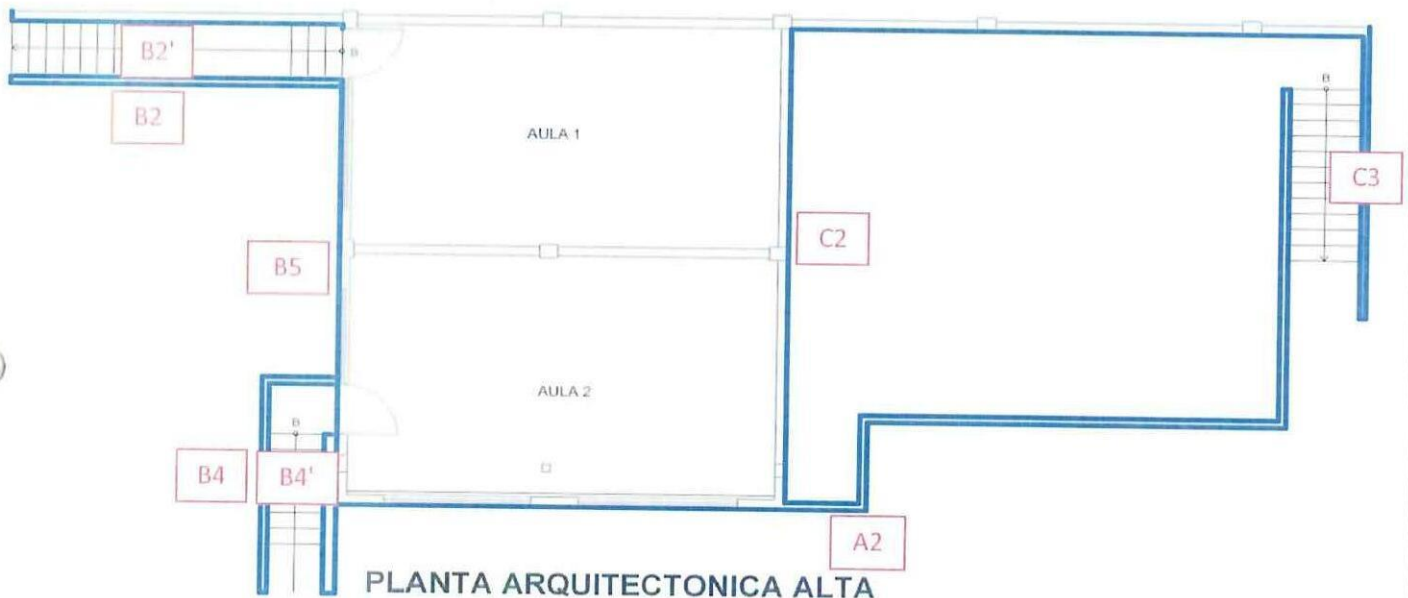 B2'
B
B2
AULA 1
B
C3
C2
B5
AULA 2
B
B4
B4'
A2
PLANTA ARQUITECTONICA ALTA